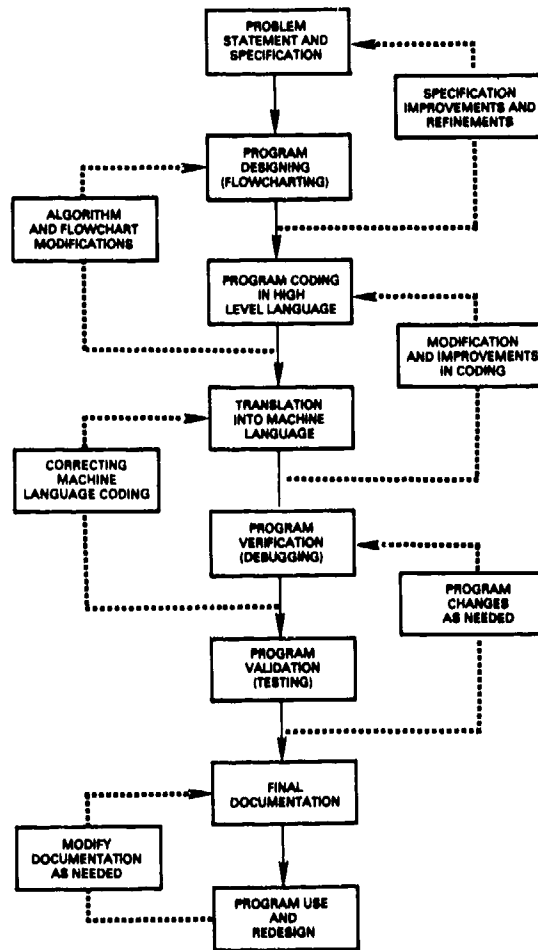 PROBLEM
STATEMENT AND
SPECIFICATION
SPECIFICATION
IMPROVEMENTS AND
REFINEMENTS
PROGRAM
DESIGNING
(FLOWCHARTING)
ALGORITHM
AND FLOWCHART
MODIFICATIONS
PROGRAM CODING
IN HIGH
LEVEL LANGUAGE
MODIFICATION
AND IMPROVEMENTS
IN CODING
TRANSLATION
INTO MACHINE
LANGUAGE
CORRECTING
MACHINE
LANGUAGE CODING
PROGRAM
VERIFICATION
(DEBUGGING)
PROGRAM
CHANGES
AS NEEDED
PROGRAM
VALIDATION
(TESTING)
FINAL
DOCUMENTATION
MODIFY
DOCUMENTATION
AS NEEDED
PROGRAM USE
AND
REDESIGN